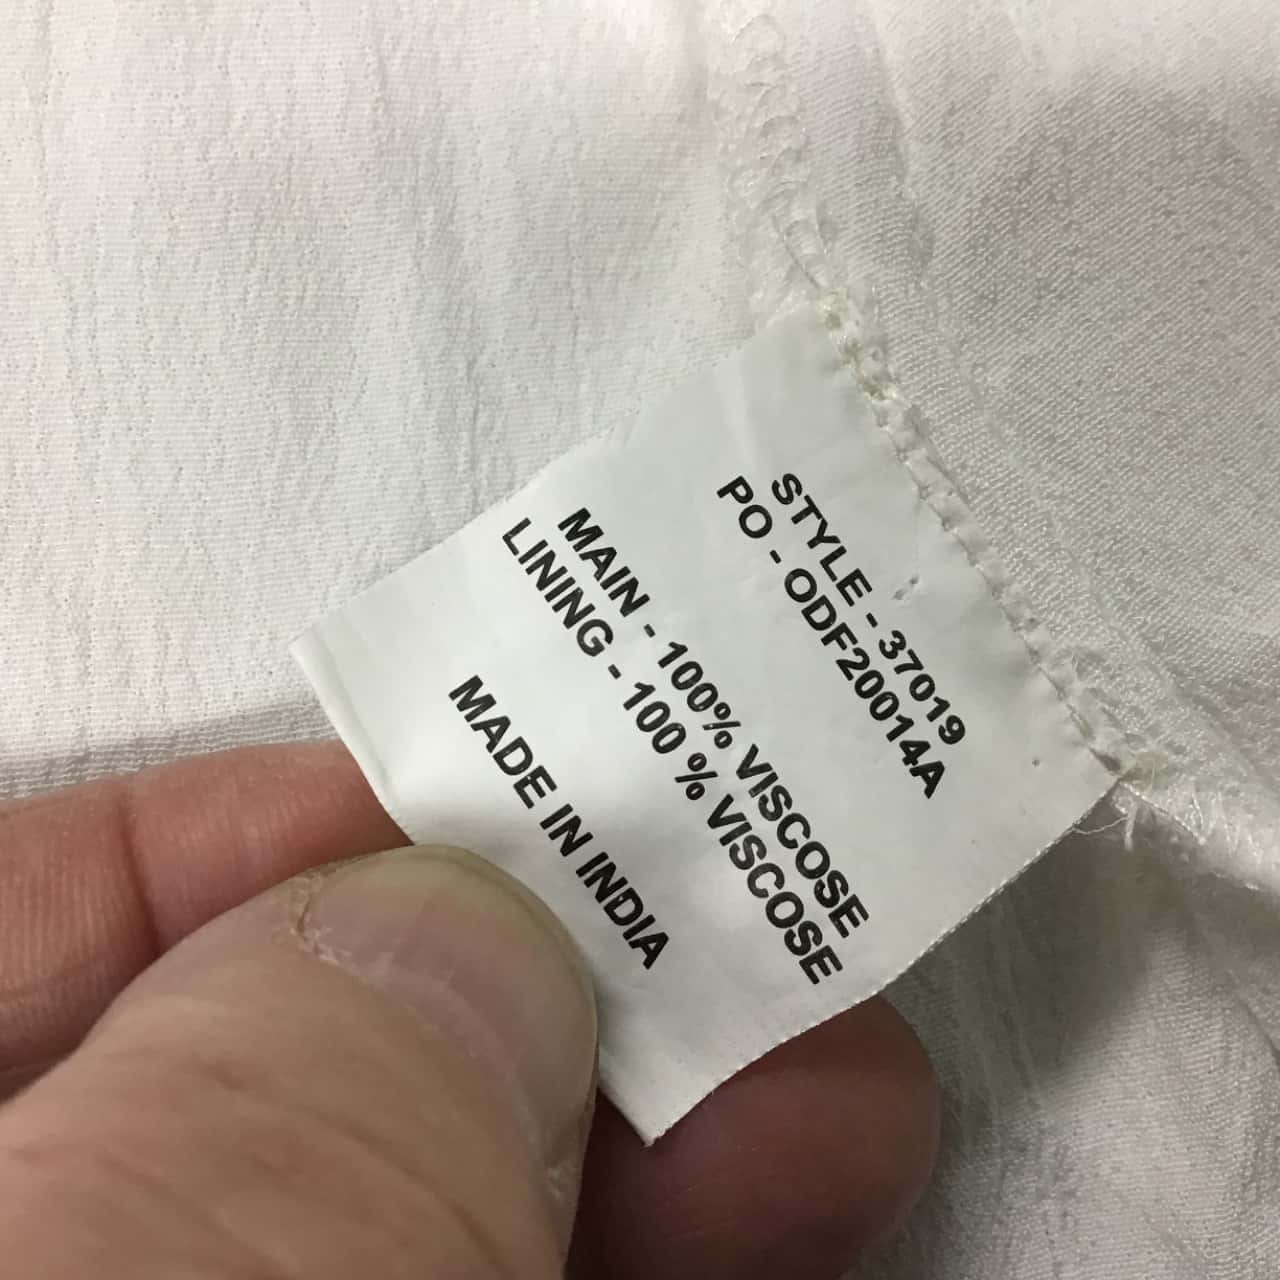 STYLE - 37019
PO - ODF20014A
MAIN - 100% VISCOSE
LINING - 100 % VISCOSE
MADE IN INDIA